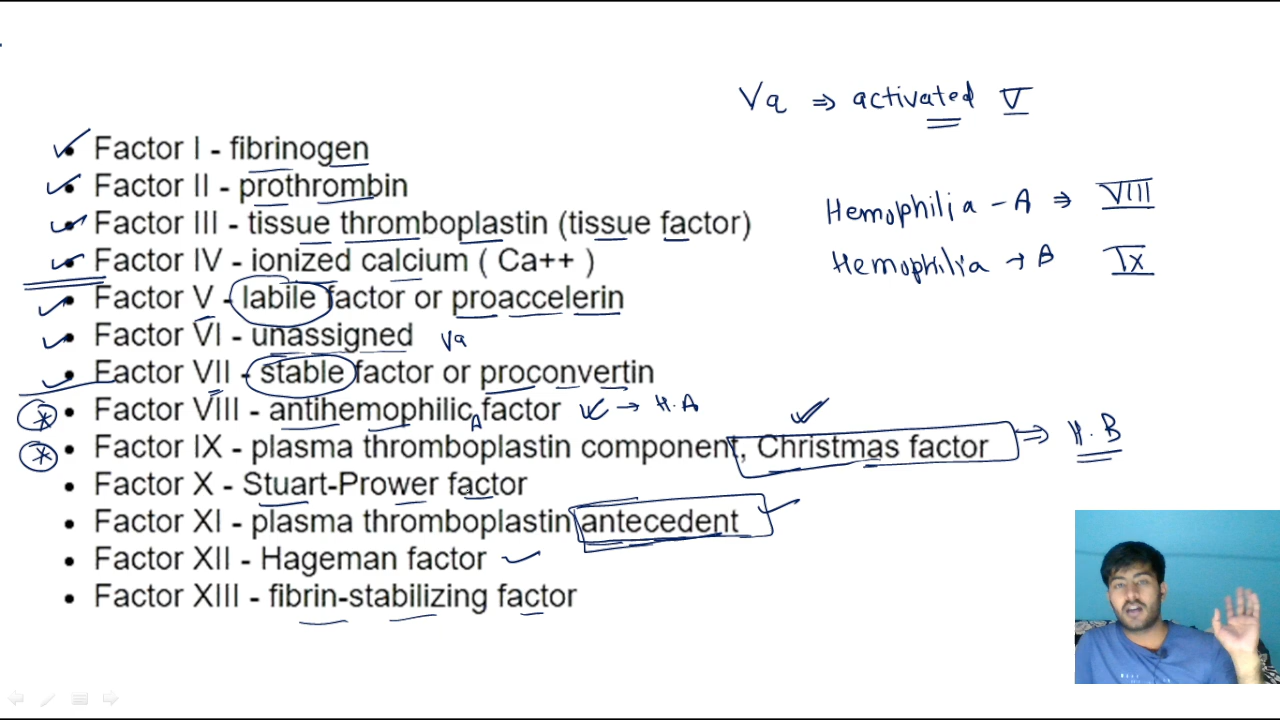 Va ⇒ activated V
Factor I - fibrinogen
Factor II - prothrombin
Hemophilia - A ⇒ VIII
Factor III - tissue thromboplastin (tissue factor)
Factor IV - ionized calcium ( Ca++ )
Hemophilia → B IX
Factor V - labile factor or proaccelerin
Factor VI - unassigned Va
Factor VII - stable factor or proconvertin
Factor VIII - antihemophilic A factor → H.A
Factor IX - plasma thromboplastin component, Christmas factor ⇒ H.B
Factor X - Stuart-Prower factor
Factor XI - plasma thromboplastin antecedent
Factor XII - Hageman factor
Factor XIII - fibrin-stabilizing factor